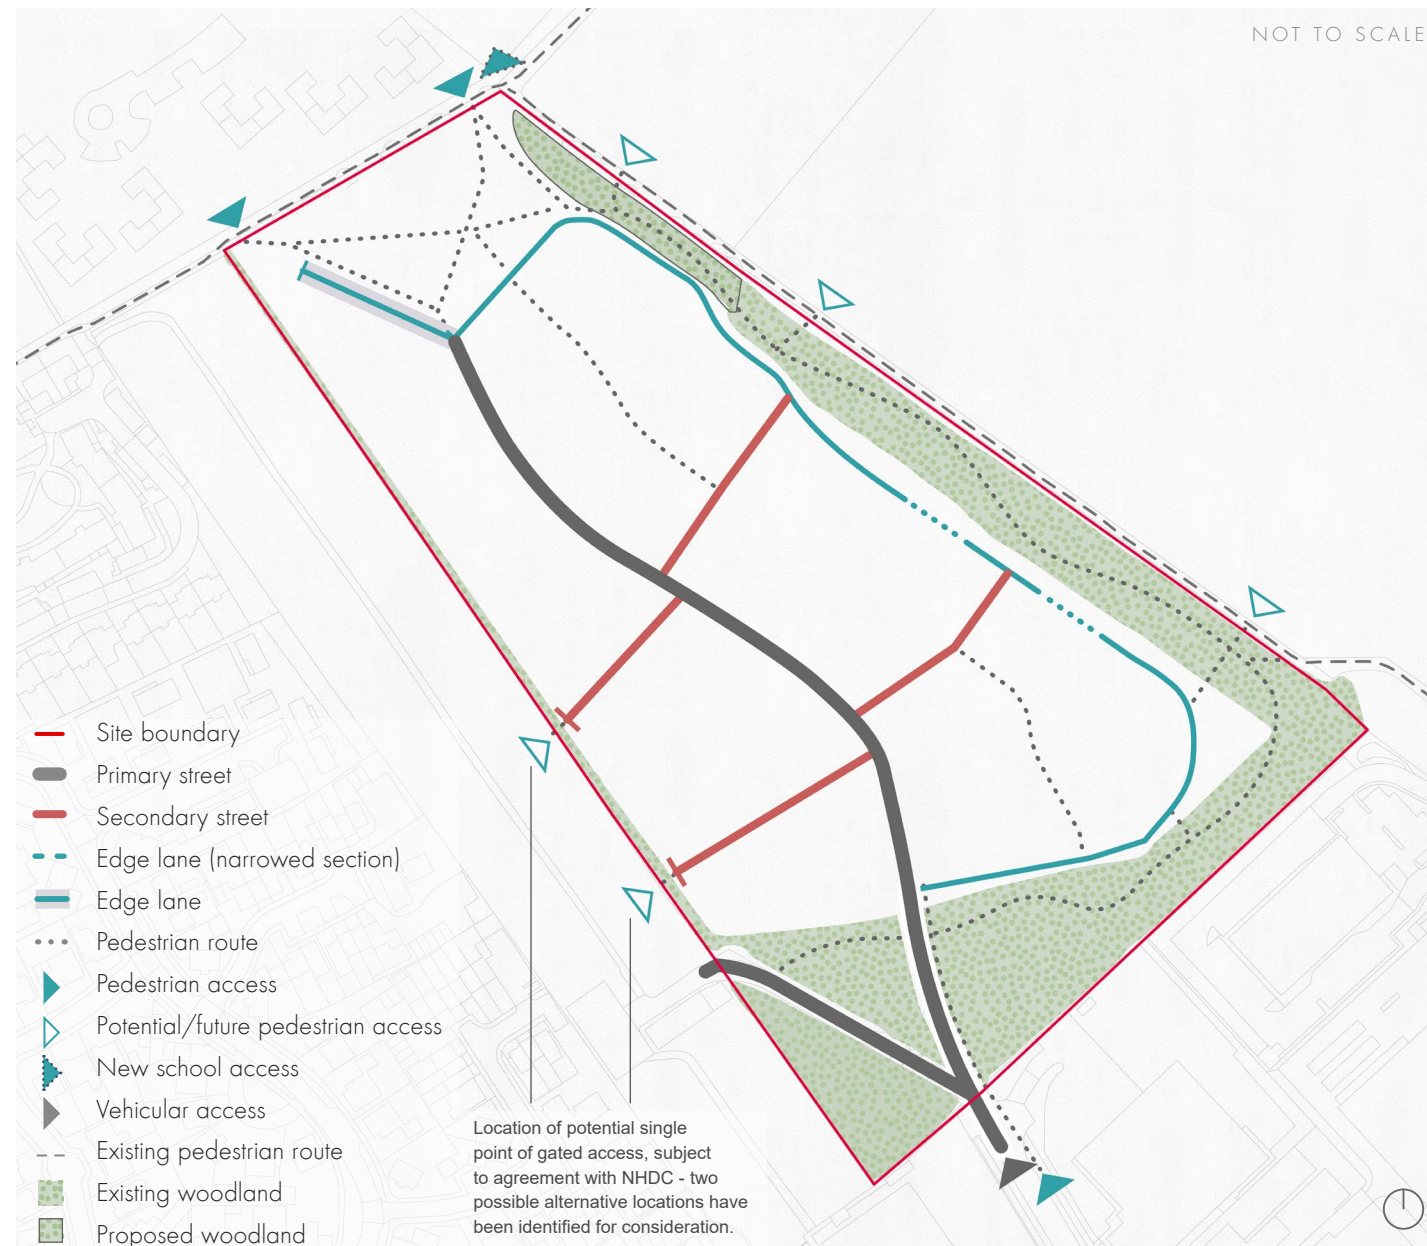 NOT TO SCALE
Site boundary
Primary street
Secondary street
Edge lane (narrowed section)
Edge lane
Pedestrian route
Pedestrian access
Potential/future pedestrian access
New school access
Vehicular access
Existing pedestrian route
Existing woodland
Proposed woodland
Location of potential single
point of gated access, subject
to agreement with NHDC - two
possible alternative locations have
been identified for consideration.